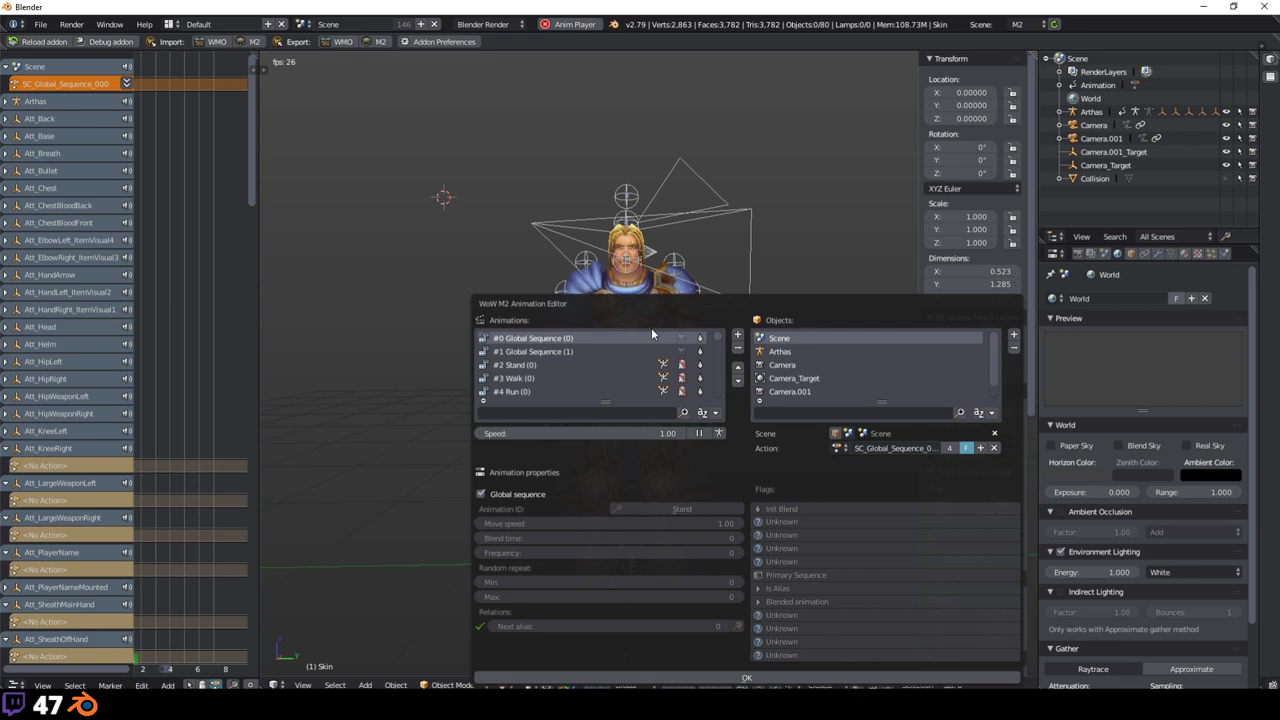 Blender
File Render Window Help Default Scene 146 F Blender Render Anim Player v2.79 | Verts:2,863 | Faces:3,782 | Tris:3,782 | Objects:0/80 | Lamps:0/0 | Mem:108.73M | Skin Scene: M2
Reload addon Debug addon Import: WMO M2 Export: WMO M2 Addon Preferences
Scene
SC_Global_Sequence_000
Arthas
Att_Back
Att_Base
Att_Breath
Att_Bullet
Att_Chest
Att_ChestBloodBack
Att_ChestBloodFront
Att_ElbowLeft_ItemVisual4
Att_ElbowRight_ItemVisual3
Att_HandArrow
Att_HandLeft_ItemVisual2
Att_HandRight_ItemVisual1
Att_Head
Att_Helm
Att_HipLeft
Att_HipRight
Att_HipWeaponLeft
Att_HipWeaponRight
Att_KneeLeft
Att_KneeRight
<No Action>
Att_LargeWeaponLeft
<No Action>
Att_LargeWeaponRight
<No Action>
Att_PlayerName
<No Action>
Att_PlayerNameMounted
Att_SheathMainHand
<No Action>
Att_SheathOffHand
<No Action>
2 4 6 8
View Select Marker Edit Add
fps: 26
(1) Skin
View Select Add Object Object Mode
WoW M2 Animation Editor
Animations:
#0 Global Sequence (0)
#1 Global Sequence (1)
#2 Stand (0)
#3 Walk (0)
#4 Run (0)
Speed: 1.00
Animation properties
Global sequence
Animation ID: Stand
Move speed: 1.00
Blend time: 0
Frequency: 0
Random repeat:
Min: 0
Max: 0
Relations:
Next alias: 0
Objects:
Scene
Arthas
Camera
Camera_Target
Camera.001
Scene Scene
Action: SC_Global_Sequence_0... 4 F
Flags:
Init Blend
Unknown
Unknown
Unknown
Unknown
Primary Sequence
Is Alias
Blended animation
Unknown
Unknown
Unknown
Unknown
OK
Transform
Location:
X: 0.00000
Y: 0.00000
Z: 0.00000
Rotation:
X: 0°
Y: 0°
Z: 0°
XYZ Euler
Scale:
X: 1.000
Y: 1.000
Z: 1.000
Dimensions:
X: 0.523
Y: 1.285
Scene
RenderLayers
Animation
World
Arthas
Camera
Camera.001
Camera.001_Target
Camera_Target
Collision
View Search All Scenes
World
World F
Preview
World
Paper Sky Blend Sky Real Sky
Horizon Color: Zenith Color: Ambient Color:
Exposure: 0.000 Range: 1.000
Ambient Occlusion
Factor: 1.00 Add
Environment Lighting
Energy: 1.000 White
Indirect Lighting
Factor: 1.00 Bounces: 1
Only works with Approximate gather method
Gather
Raytrace Approximate
Attenuation: Sampling:
47